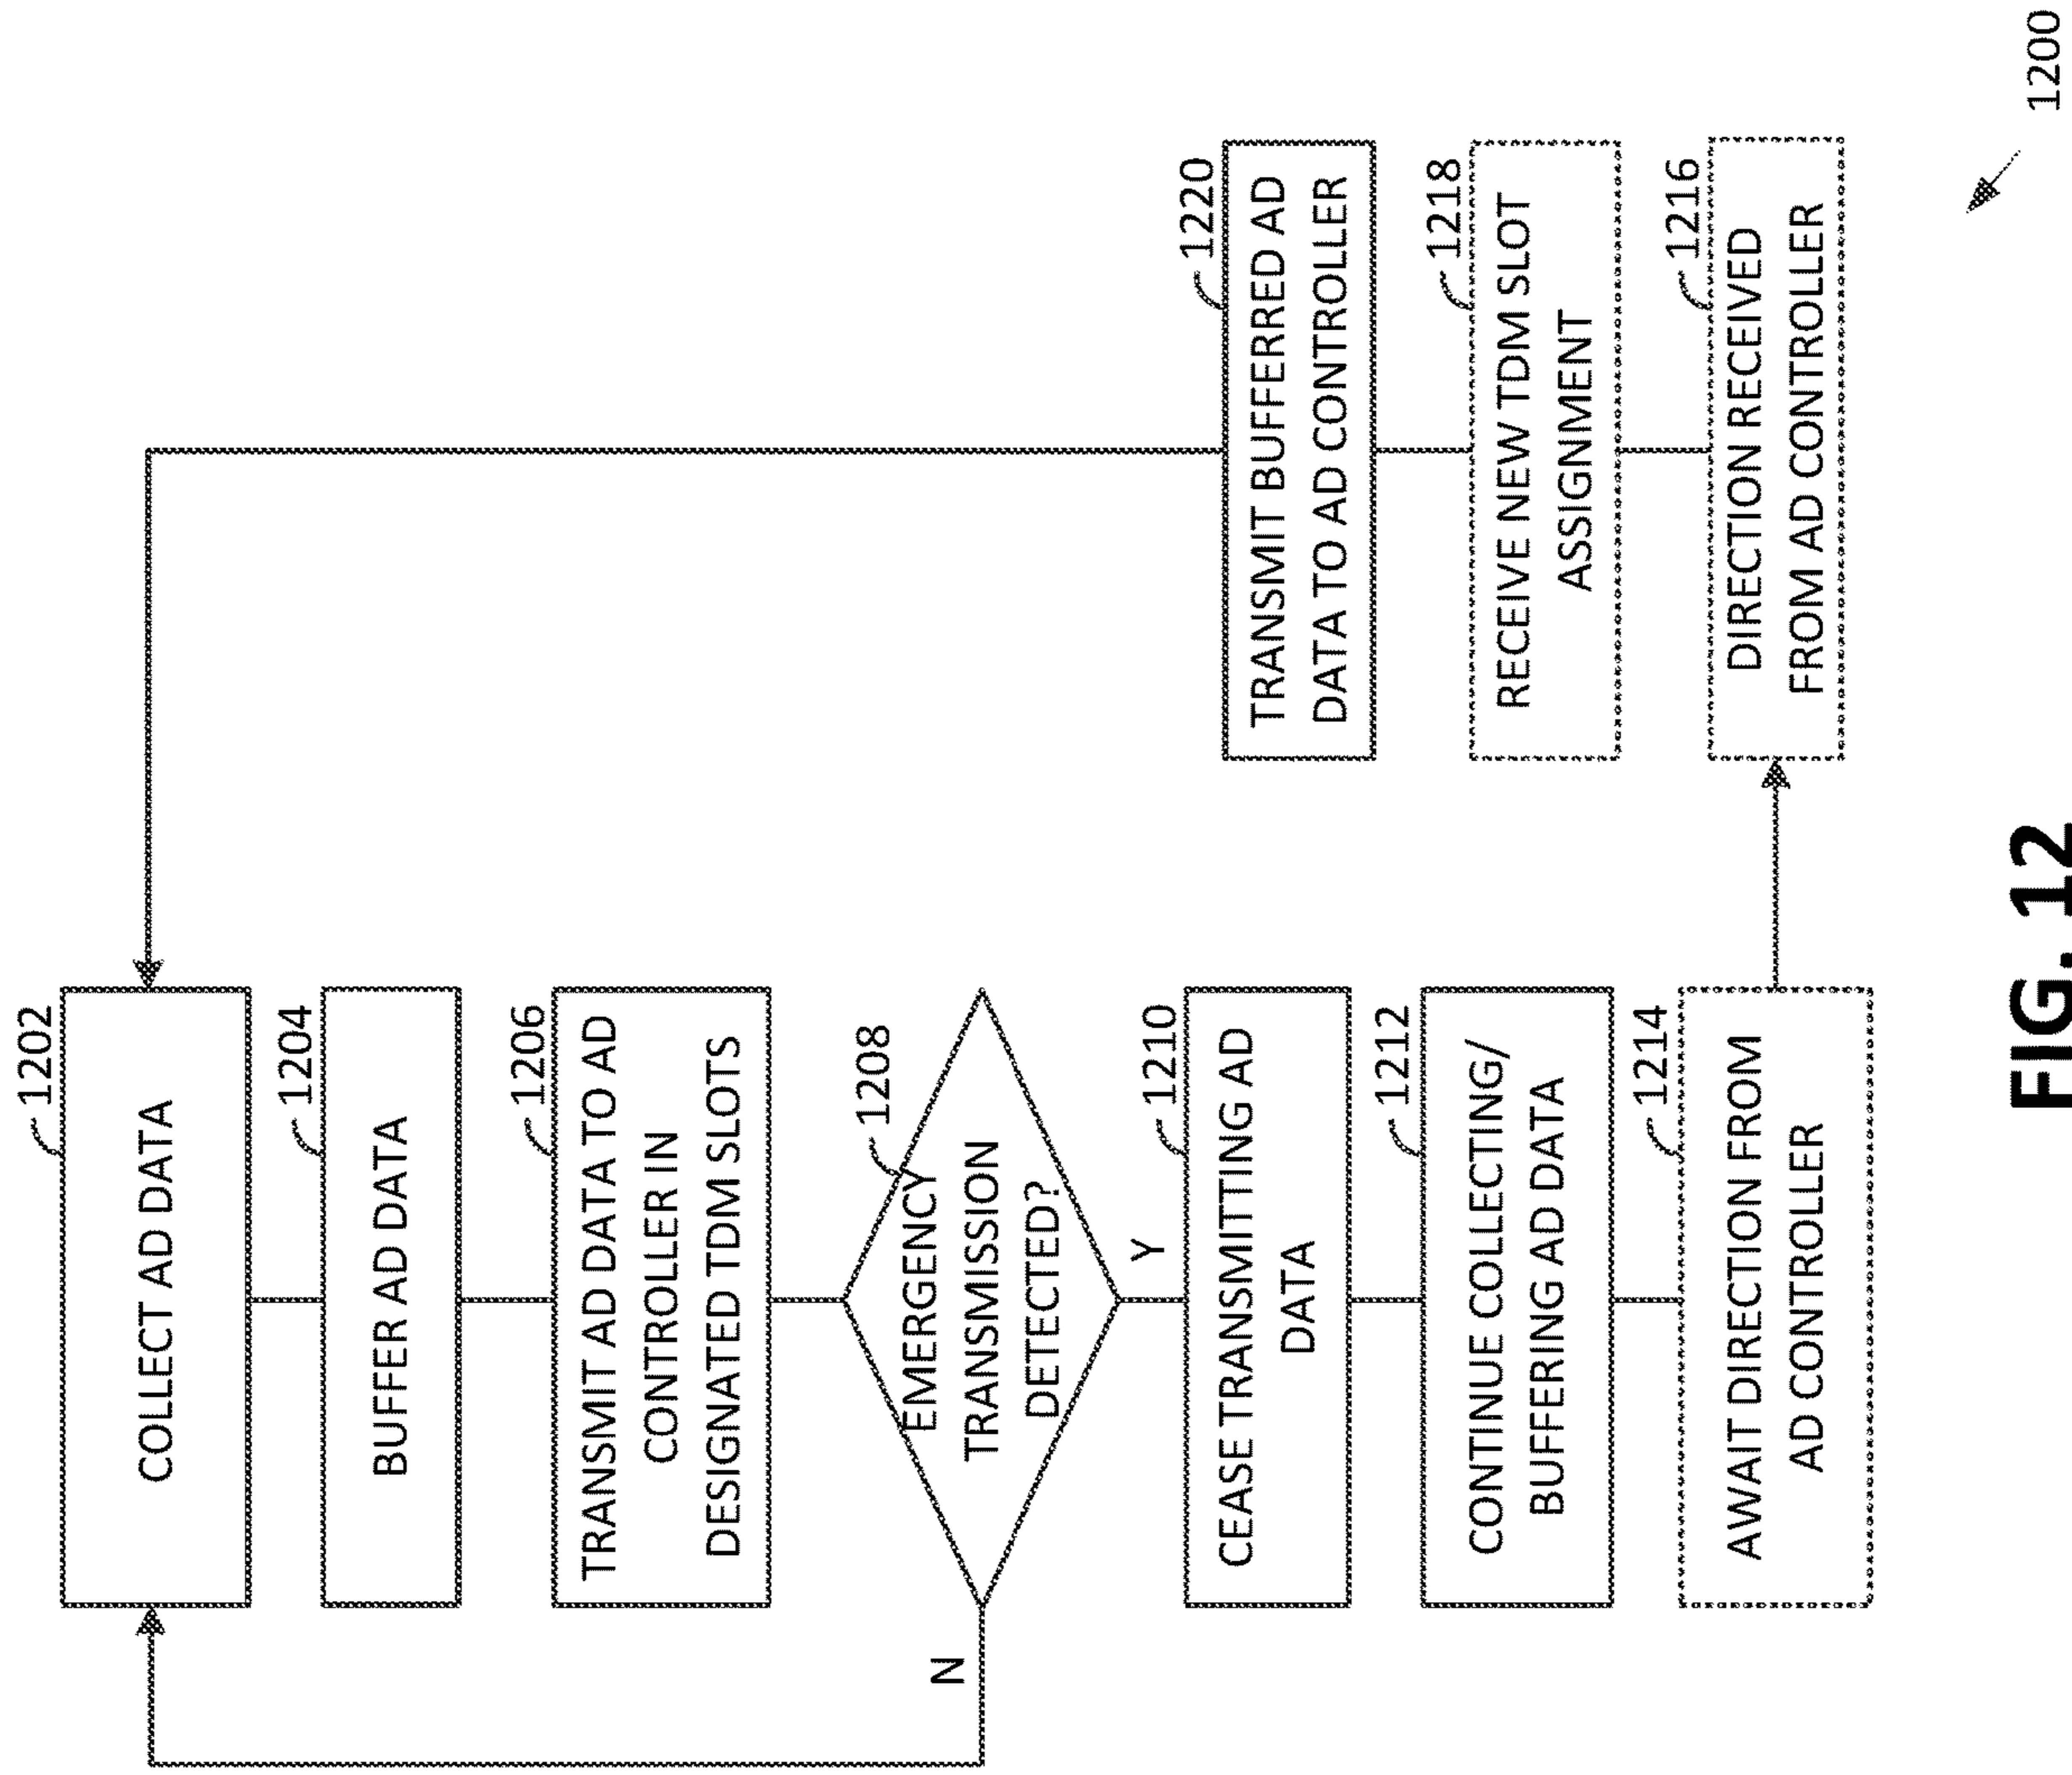 1202
COLLECT AD DATA
1204
BUFFER AD DATA
1206
TRANSMIT AD DATA TO AD
CONTROLLER IN
DESIGNATED TDM SLOTS
1208
EMERGENCY
TRANSMISSION
DETECTED?
N
Y
1210
CEASE TRANSMITTING AD
DATA
1212
CONTINUE COLLECTING/
BUFFERING AD DATA
1214
AWAIT DIRECTION FROM
AD CONTROLLER
1220
TRANSMIT BUFFERRED AD
DATA TO AD CONTROLLER
1218
RECEIVE NEW TDM SLOT
ASSIGNMENT
1216
DIRECTION RECEIVED
FROM AD CONTROLLER
1200
FIG. 12